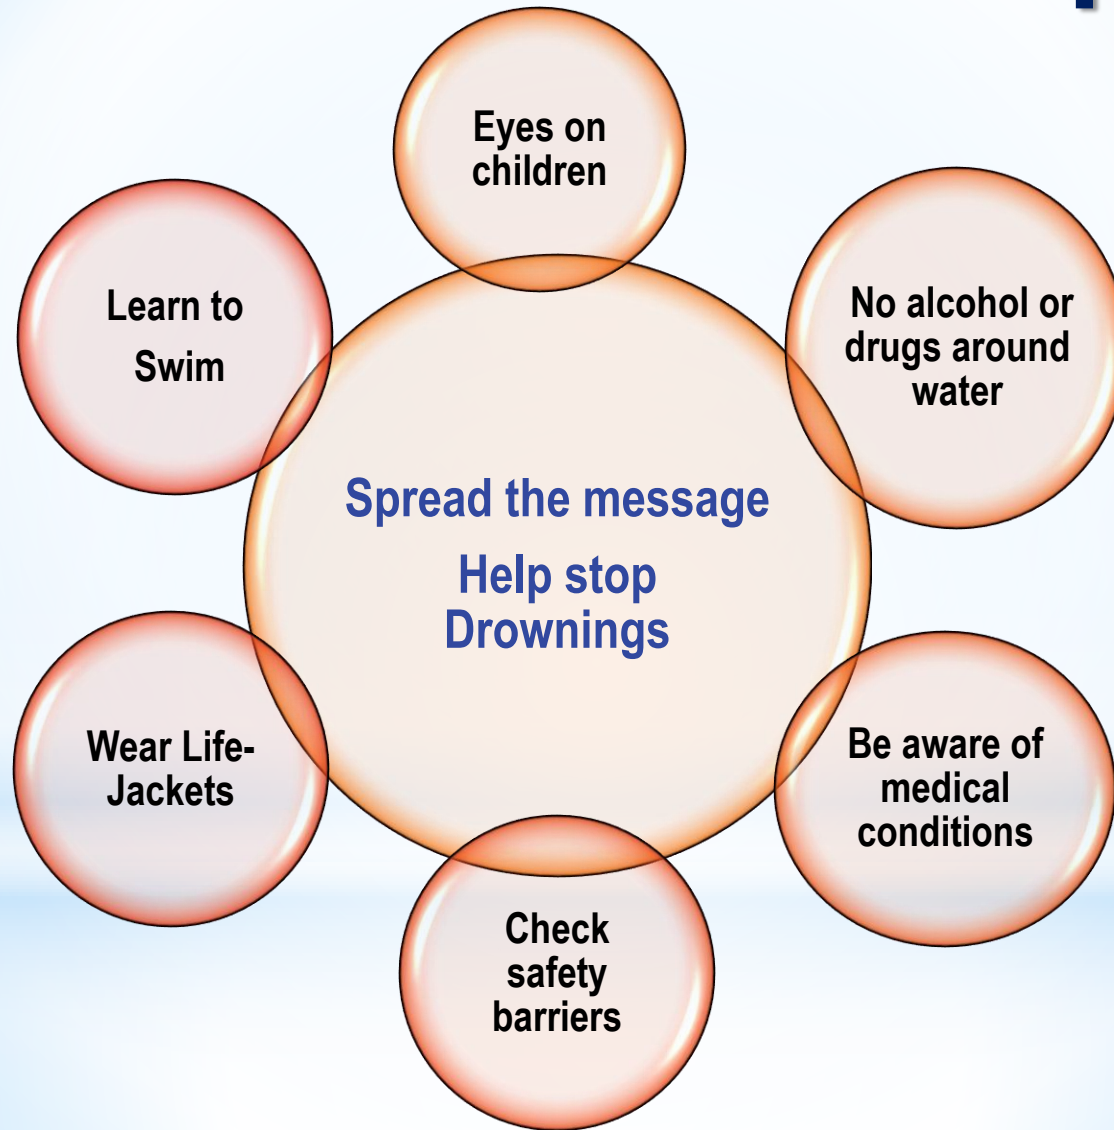 Eyes on
children
No alcohol or
drugs around
water
Learn to
Swim
Spread the message
Help stop
Drownings
Wear Life-
Jackets
Be aware of
medical
conditions
Check
safety
barriers